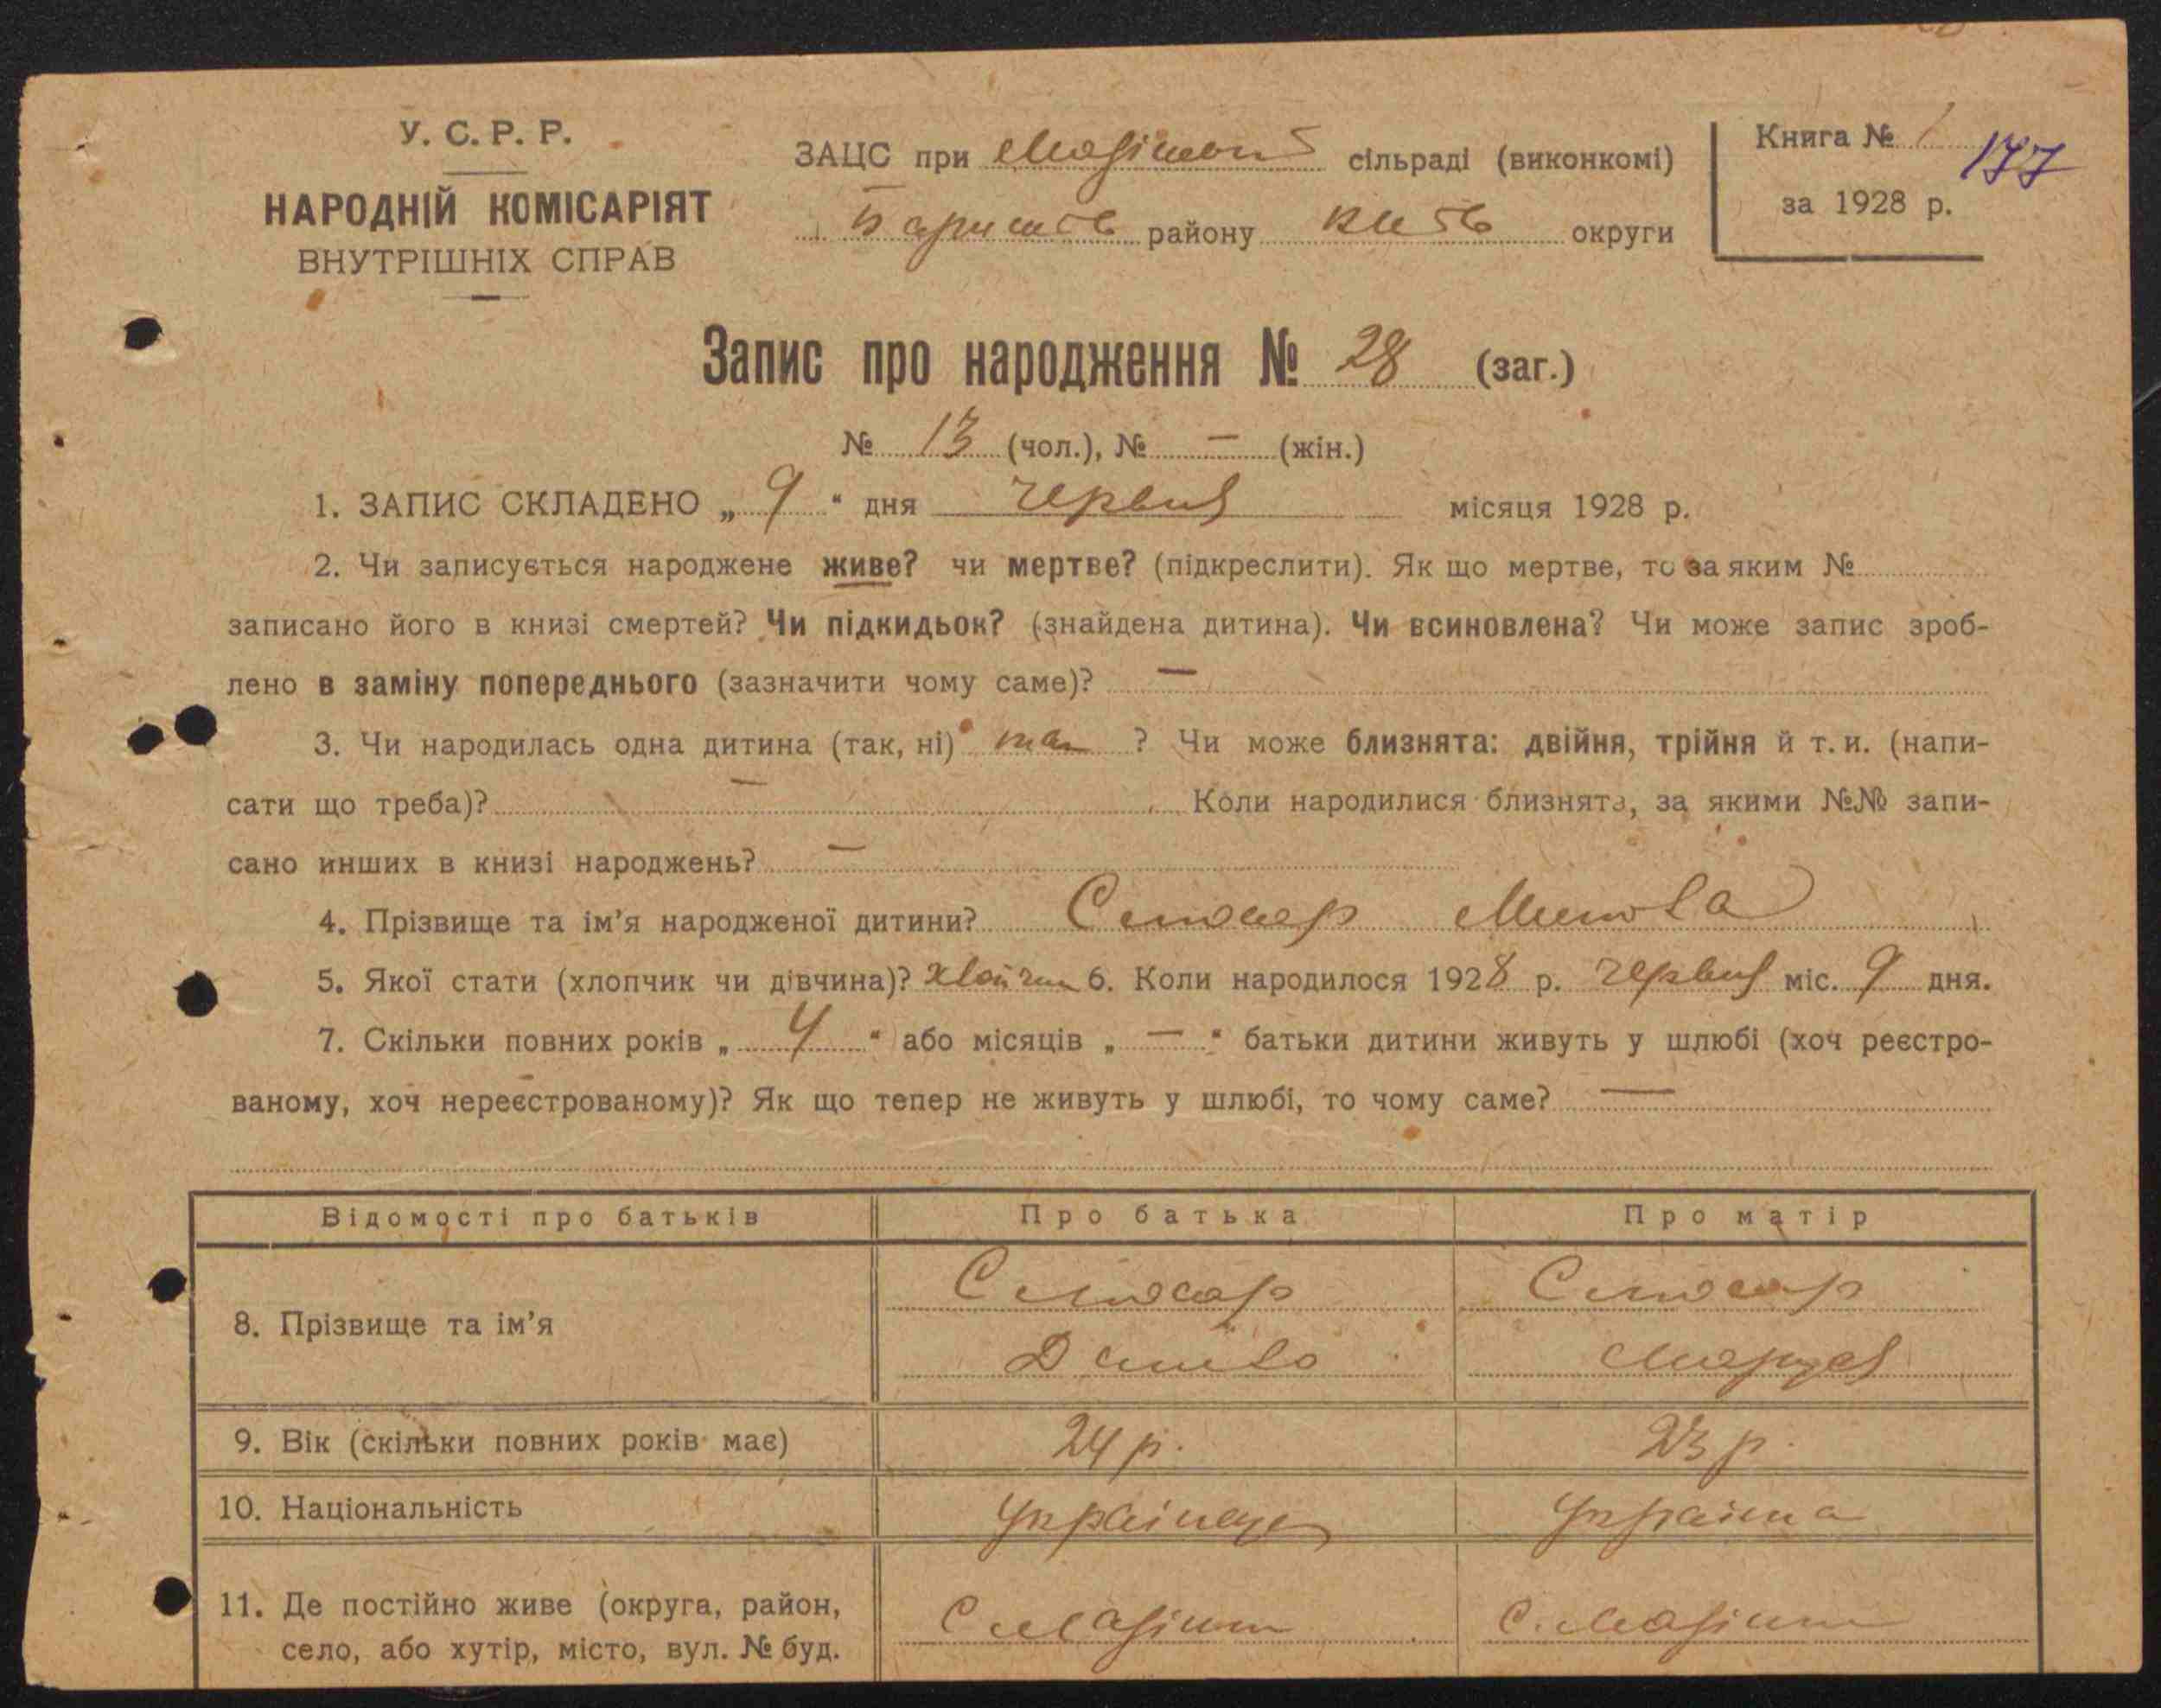 У. С. Р. Р.
НАРОДНІЙ КОМІСАРІЯТ
ВНУТРІШНІХ СПРАВ
ЗАЦС при сільраді (виконкомі)
Баришів району Київ округи
Книга № 1
177
за 1928 р.
Запис про народження № 28 (заг.)
№ 13 (чол.), № — (жін.)
1. ЗАПИС СКЛАДЕНО „ 9 " дня червня місяця 1928 р.
2. Чи записується народжене живе? чи мертве? (підкреслити). Як що мертве, то за яким №
записано його в книзі смертей? Чи підкидьок? (знайдена дитина). Чи всиновлена? Чи може запис зроб-
лено в заміну попереднього (зазначити чому саме)? —
3. Чи народилась одна дитина (так, ні) так ? Чи може близнята: двійня, трійня й т. и. (напи-
сати що треба)? — Коли народилися близнята, за якими №№ запи-
сано инших в книзі народжень? —
4. Прізвище та ім'я народженої дитини? Слюсар Микола
5. Якої стати (хлопчик чи дівчина)? хлопчик 6. Коли народилося 1928 р. червня міс. 9 дня.
7. Скільки повних років „ 4 " або місяців „ — " батьки дитини живуть у шлюбі (хоч реєстро-
ваному, хоч нереєстрованому)? Як що тепер не живуть у шлюбі, то чому саме? —
Відомості про батьків Про батька Про матір
8. Прізвище та ім'я Слюсар Слюсар
Данило Маруся
9. Вік (скільки повних років має) 24 р. 23 р.
10. Національність Українець Українка
11. Де постійно живе (округа, район,
село, або хутір, місто, вул. № буд.